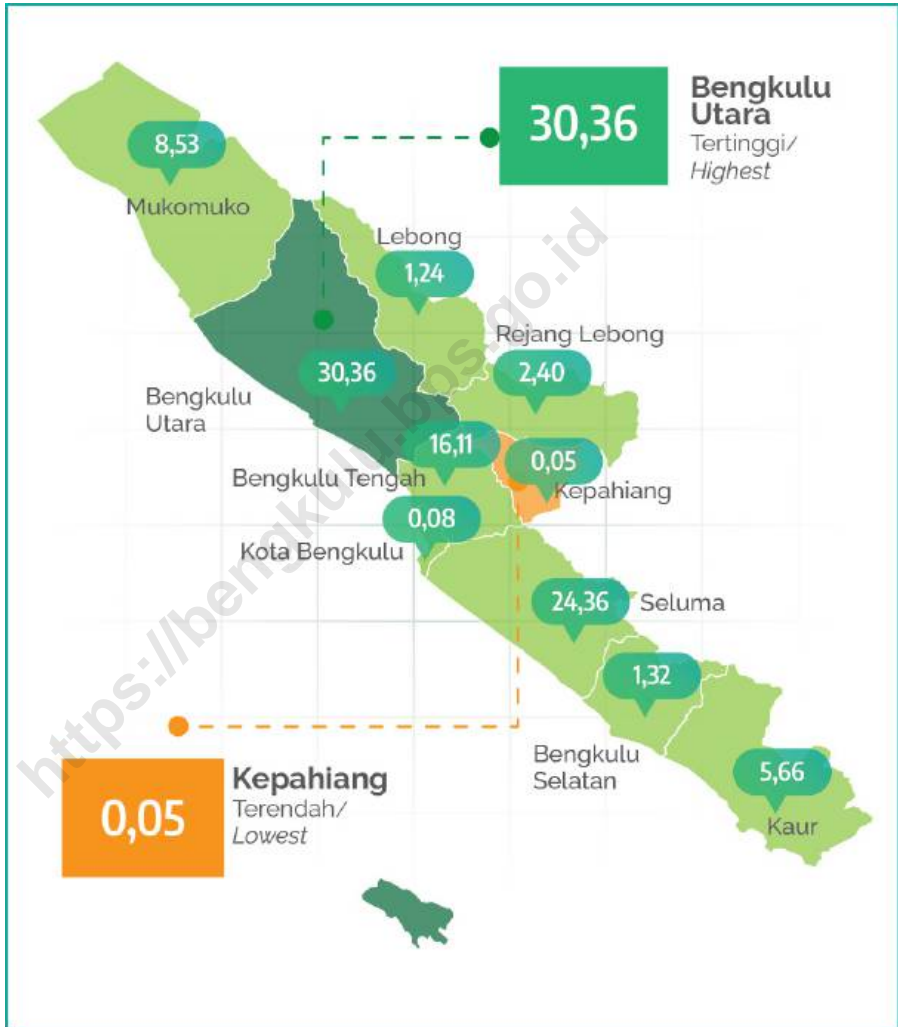 30,36
Bengkulu
Utara
Tertinggi/
Highest
8,53
Mukomuko
Lebong
1,24
Rejang Lebong
2,40
30,36
Bengkulu
Utara
16,11
Bengkulu Tengah
0,05
Kepahiang
0,08
Kota Bengkulu
24,36
Seluma
1,32
Bengkulu
Selatan
5,66
Kaur
0,05
Kepahiang
Terendah/
Lowest
https://bengkulu.bps.go.id